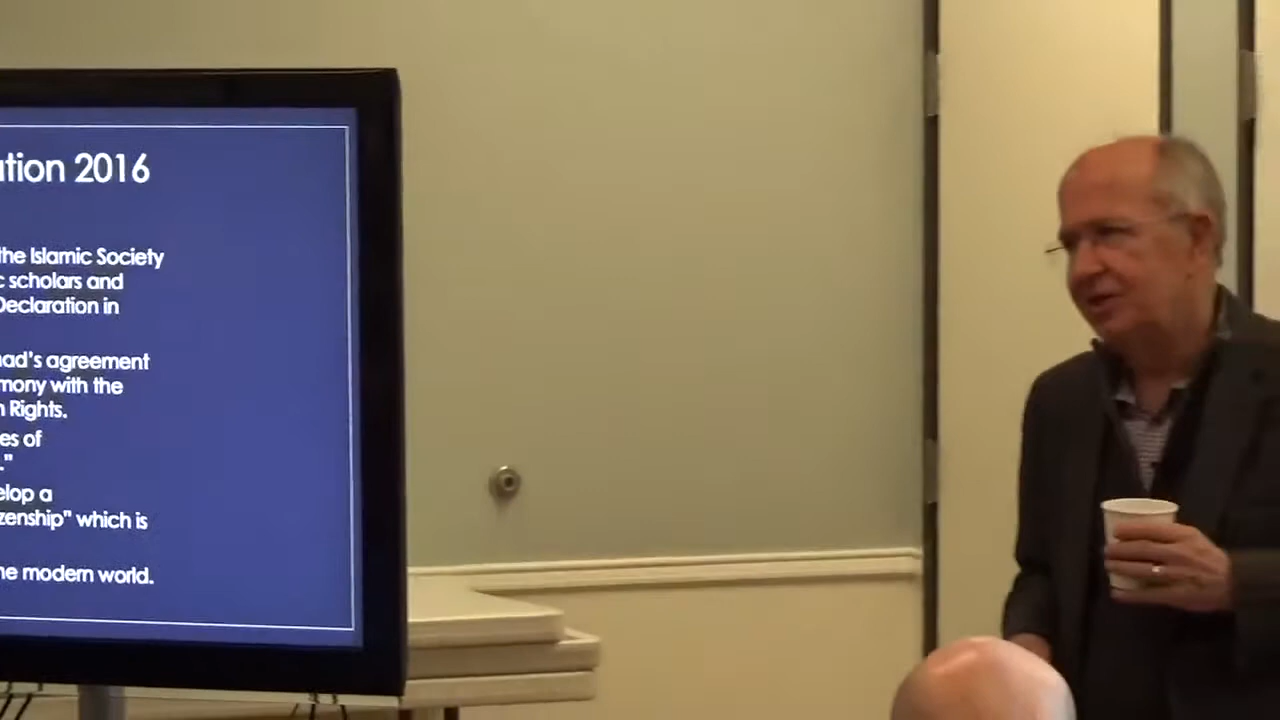 ation 2016
the Islamic Society
c scholars and
Declaration in
ad's agreement
mony with the
Rights.
es of
."
elop a
zenship" which is
he modern world.